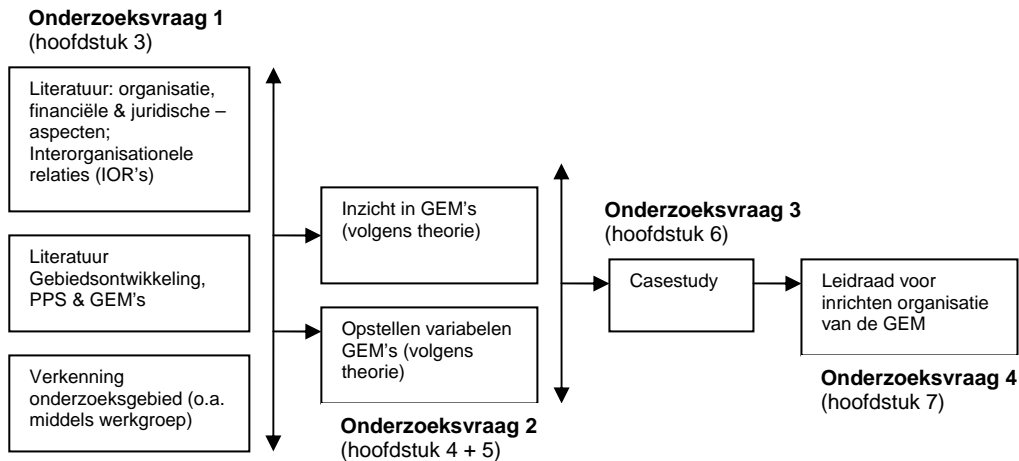 Onderzoeksvraag 1
(hoofdstuk 3)
Literatuur: organisatie,
financiële & juridische –
aspecten;
Interorganisationele
relaties (IOR's)
Literatuur
Gebiedsontwikkeling,
PPS & GEM's
Verkenning
onderzoeksgebied (o.a.
middels werkgroep)
Inzicht in GEM's
(volgens theorie)
Opstellen variabelen
GEM's (volgens
theorie)
Onderzoeksvraag 2
(hoofdstuk 4 + 5)
Onderzoeksvraag 3
(hoofdstuk 6)
Casestudy
Leidraad voor
inrichten organisatie
van de GEM
Onderzoeksvraag 4
(hoofdstuk 7)